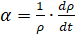 α = 1/ρ · dρ/dt